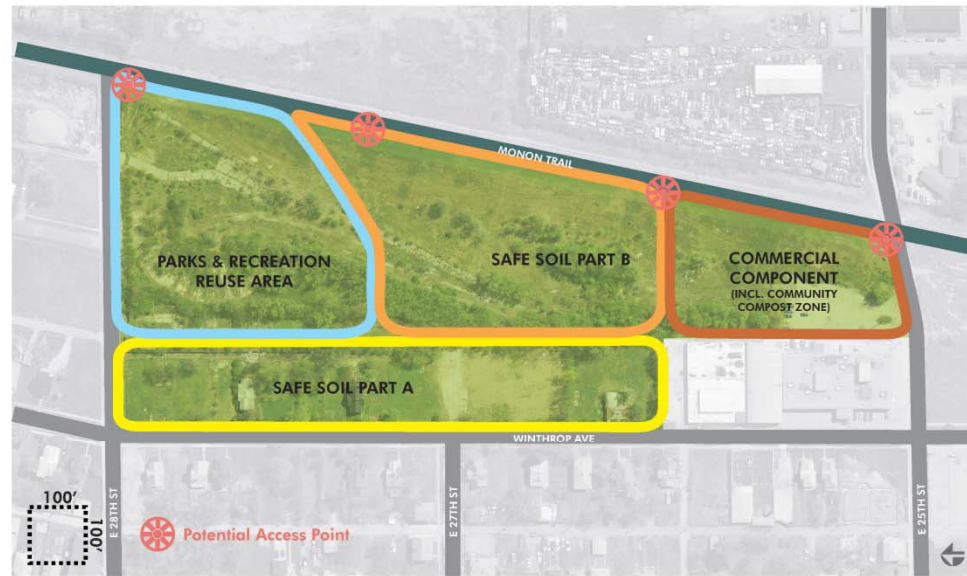 MONON TRAIL
PARKS & RECREATION
REUSE AREA
SAFE SOIL PART B
COMMERCIAL
COMPONENT
(INCL. COMMUNITY
COMPOST ZONE)
SAFE SOIL PART A
WINTHROP AVE
E 28TH ST
E 27TH ST
E 25TH ST
100'
100'
Potential Access Point